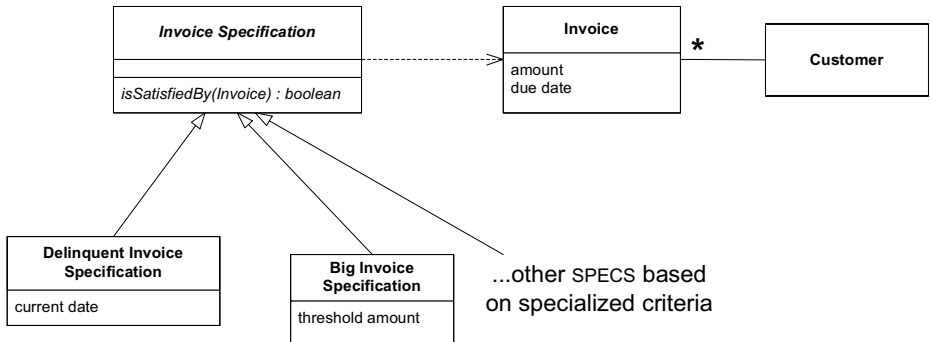 Invoice Specification
isSatisfiedBy(Invoice) : boolean
Invoice
amount
due date
*
Customer
Delinquent Invoice
Specification
current date
Big Invoice
Specification
threshold amount
...other SPECS based
on specialized criteria